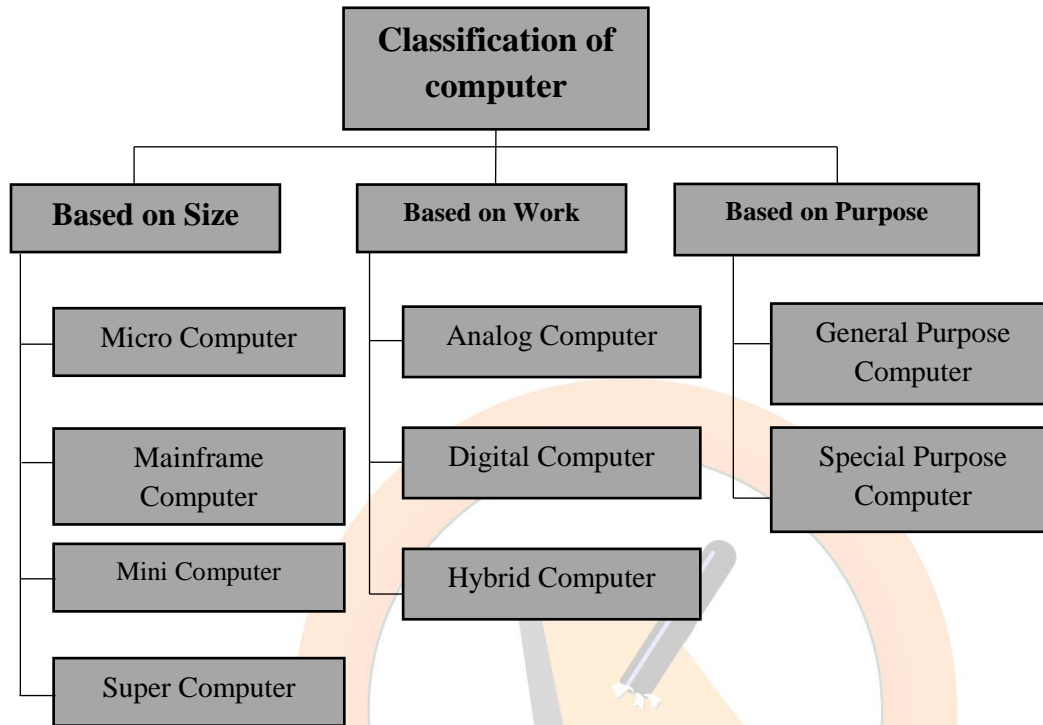 Classification of
computer
Based on Size
Based on Work
Based on Purpose
Micro Computer
Mainframe
Computer
Mini Computer
Super Computer
Analog Computer
Digital Computer
Hybrid Computer
General Purpose
Computer
Special Purpose
Computer